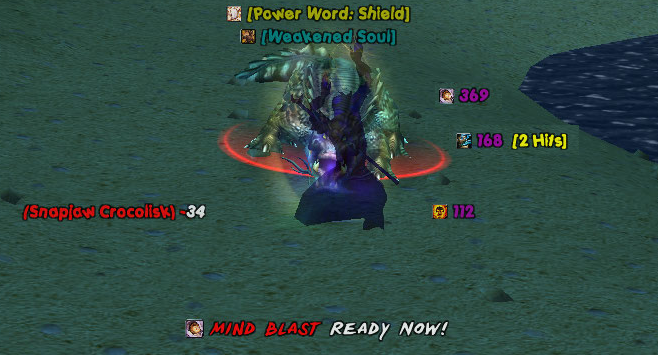 [Power Word: Shield]
[Weakened Soul]
369
168 [2 Hits]
(Snapjaw Crocolisk) -34
112
MIND BLAST READY NOW!